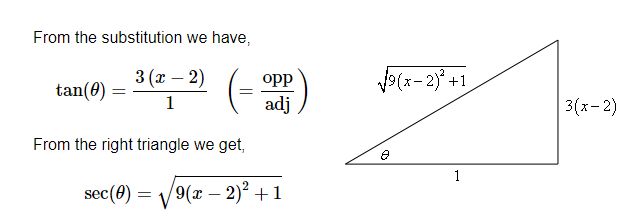 From the substitution we have,
tan(θ) = 3 (x − 2) / 1 (= opp / adj)
From the right triangle we get,
sec(θ) = √(9(x − 2)² + 1)
√(9(x − 2)² + 1)
3(x − 2)
θ
1